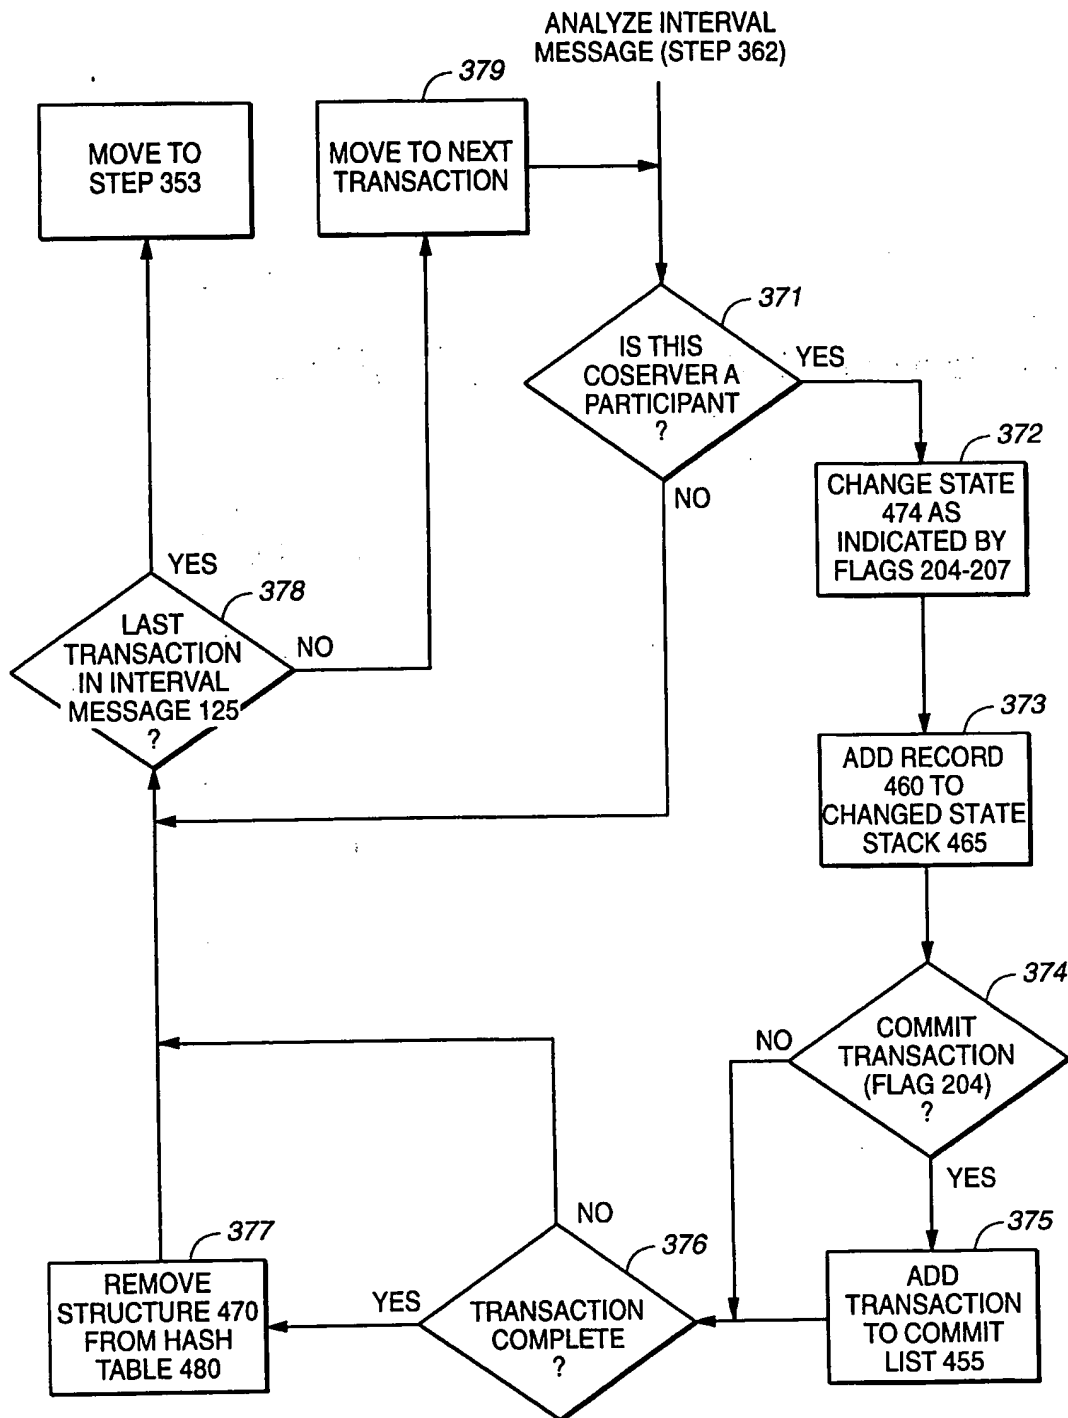 ANALYZE INTERVAL
MESSAGE (STEP 362)
379
MOVE TO
STEP 353
MOVE TO NEXT
TRANSACTION
371
IS THIS
COSERVER A
PARTICIPANT
?
YES
NO
372
CHANGE STATE
474 AS
INDICATED BY
FLAGS 204-207
YES
378
LAST
TRANSACTION
IN INTERVAL
MESSAGE 125
?
NO
373
ADD RECORD
460 TO
CHANGED STATE
STACK 465
374
COMMIT
TRANSACTION
(FLAG 204)
?
NO
YES
375
ADD
TRANSACTION
TO COMMIT
LIST 455
376
TRANSACTION
COMPLETE
?
NO
YES
377
REMOVE
STRUCTURE 470
FROM HASH
TABLE 480